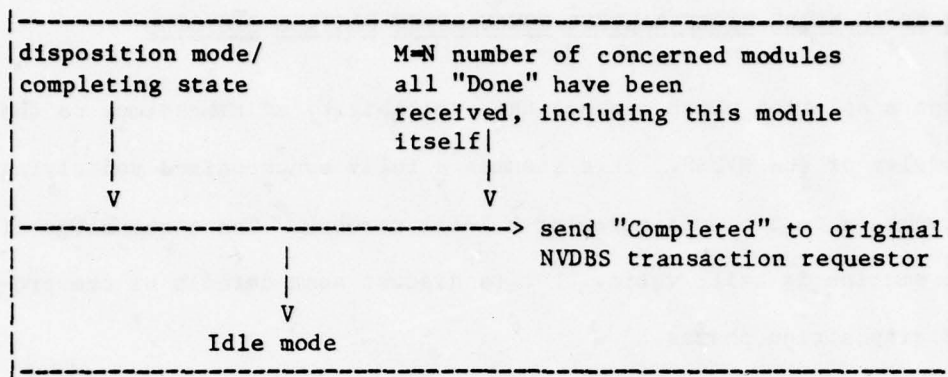 disposition mode/ M=N number of concerned modules
completing state all "Done" have been
received, including this module
itself
V V
send "Completed" to original
NVDBS transaction requestor
V
Idle mode